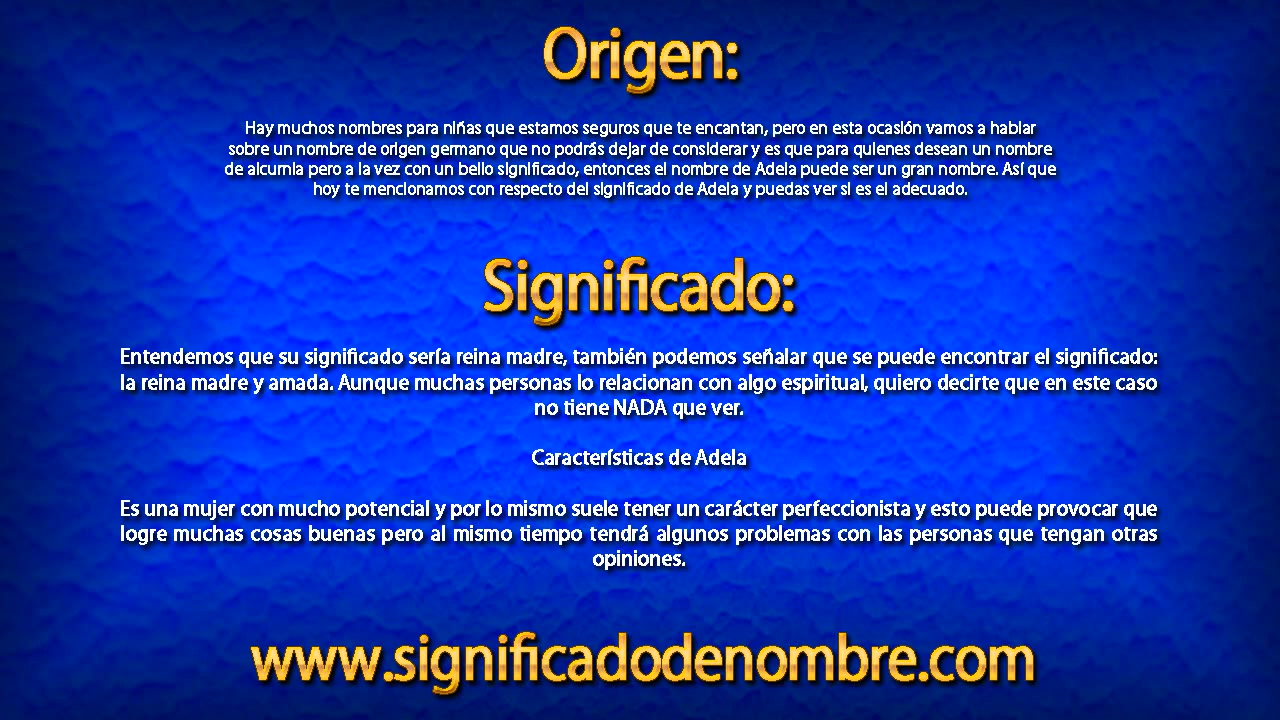 Origen:
Hay muchos nombres para niñas que estamos seguros que te encantan, pero en esta ocasión vamos a hablar
sobre un nombre de origen germano que no podrás dejar de considerar y es que para quienes desean un nombre
de alcurnia pero a la vez con un bello significado, entonces el nombre de Adela puede ser un gran nombre. Así que
hoy te mencionamos con respecto del significado de Adela y puedas ver si es el adecuado.
Significado:
Entendemos que su significado sería reina madre, también podemos señalar que se puede encontrar el significado:
la reina madre y amada. Aunque muchas personas lo relacionan con algo espiritual, quiero decirte que en este caso
no tiene NADA que ver.
Características de Adela
Es una mujer con mucho potencial y por lo mismo suele tener un carácter perfeccionista y esto puede provocar que
logre muchas cosas buenas pero al mismo tiempo tendrá algunos problemas con las personas que tengan otras
opiniones.
www.significadodenombre.com